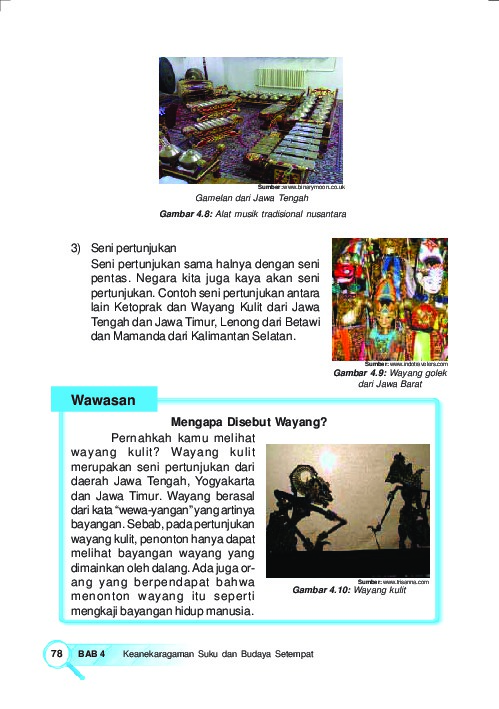 Sumber: www.binarymoon.co.uk
Gamelan dari Jawa Tengah
Gambar 4.8: Alat musik tradisional nusantara
3) Seni pertunjukan
Seni pertunjukan sama halnya dengan seni
pentas. Negara kita juga kaya akan seni
pertunjukan. Contoh seni pertunjukan antara
lain Ketoprak dan Wayang Kulit dari Jawa
Tengah dan Jawa Timur, Lenong dari Betawi
dan Mamanda dari Kalimantan Selatan.
Sumber: www.indotravelers.com
Gambar 4.9: Wayang golek
dari Jawa Barat
Wawasan
Mengapa Disebut Wayang?
Pernahkah kamu melihat
wayang kulit? Wayang kulit
merupakan seni pertunjukan dari
daerah Jawa Tengah, Yogyakarta
dan Jawa Timur. Wayang berasal
dari kata “wewa-yangan” yang artinya
bayangan. Sebab, pada pertunjukan
wayang kulit, penonton hanya dapat
melihat bayangan wayang yang
dimainkan oleh dalang. Ada juga or-
ang yang berpendapat bahwa
menonton wayang itu seperti
mengkaji bayangan hidup manusia.
Sumber: www.trieanna.com
Gambar 4.10: Wayang kulit
78 BAB 4 Keanekaragaman Suku dan Budaya Setempat